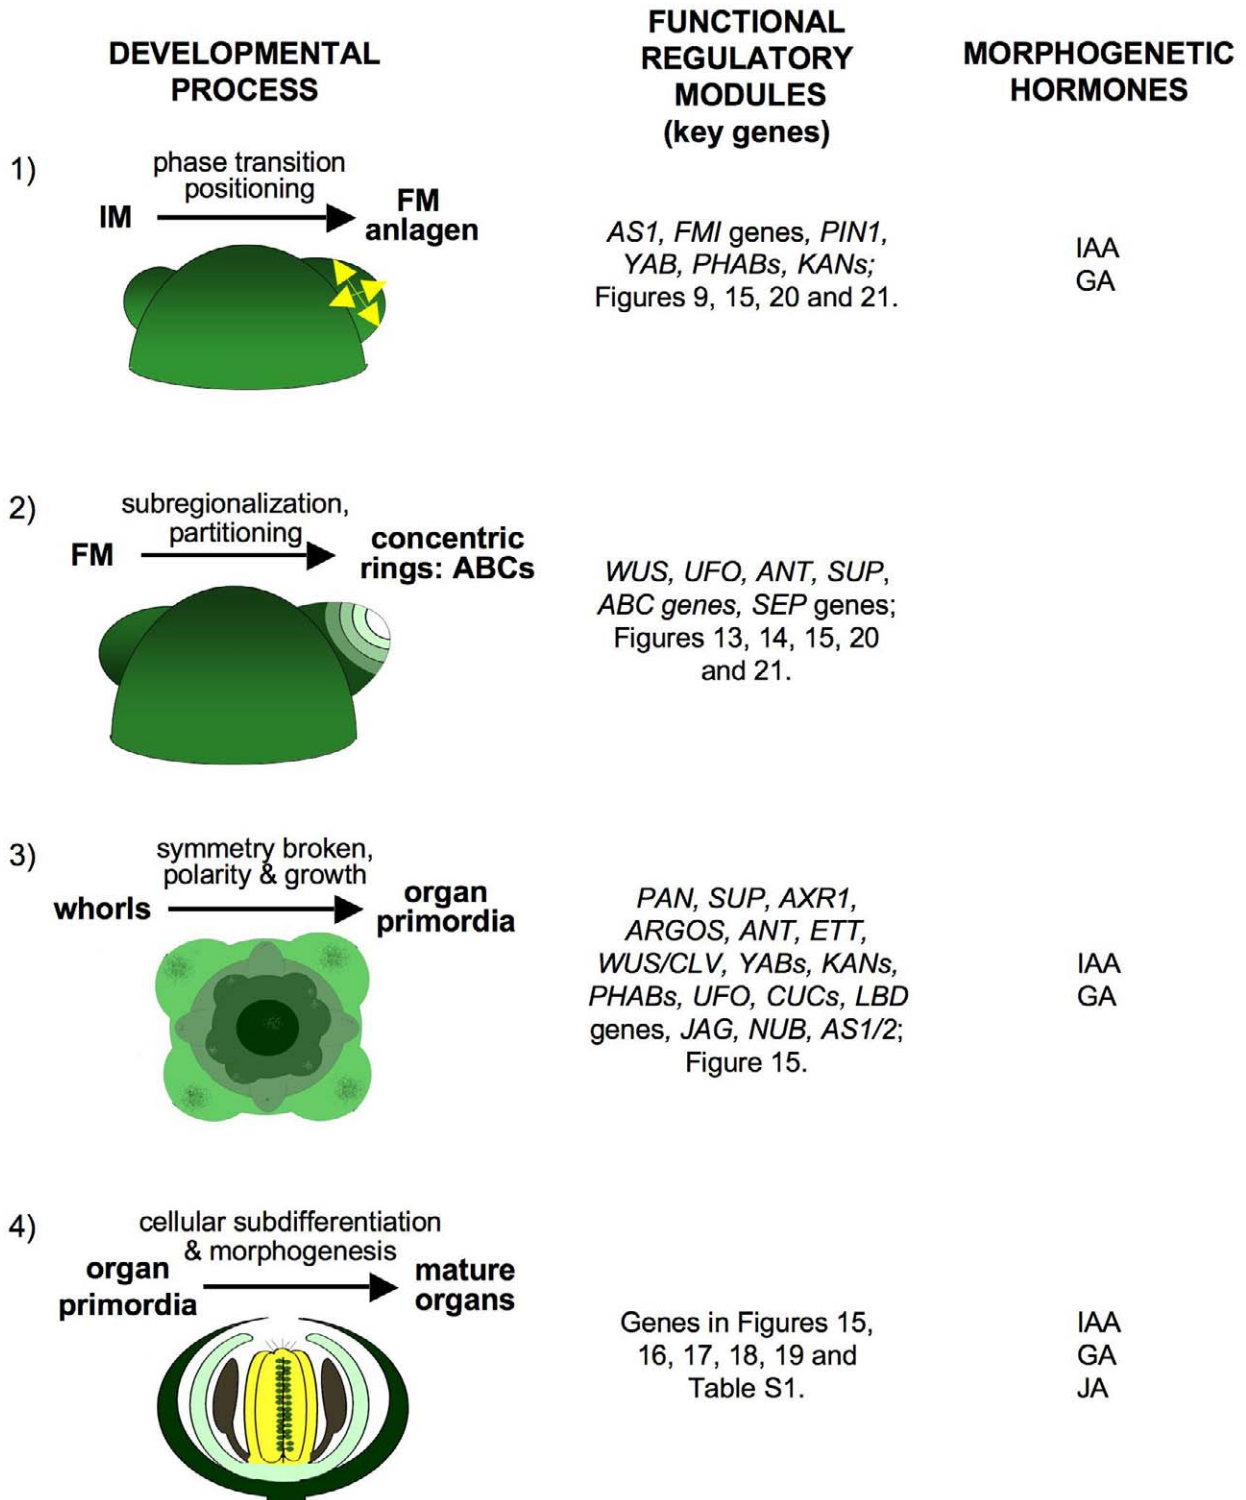 DEVELOPMENTAL
PROCESS
FUNCTIONAL
REGULATORY
MODULES
(key genes)
MORPHOGENETIC
HORMONES
1)
phase transition
positioning
IM
FM
anlagen
AS1, FMI genes, PIN1,
YAB, PHABs, KANs;
Figures 9, 15, 20 and 21.
IAA
GA
2)
subregionalization,
partitioning
FM
concentric
rings: ABCs
WUS, UFO, ANT, SUP,
ABC genes, SEP genes;
Figures 13, 14, 15, 20
and 21.
3)
symmetry broken,
polarity & growth
whorls
organ
primordia
PAN, SUP, AXR1,
ARGOS, ANT, ETT,
WUS/CLV, YABs, KANs,
PHABs, UFO, CUCs, LBD
genes, JAG, NUB, AS1/2;
Figure 15.
IAA
GA
4)
cellular subdifferentiation
& morphogenesis
organ
primordia
mature
organs
Genes in Figures 15,
16, 17, 18, 19 and
Table S1.
IAA
GA
JA